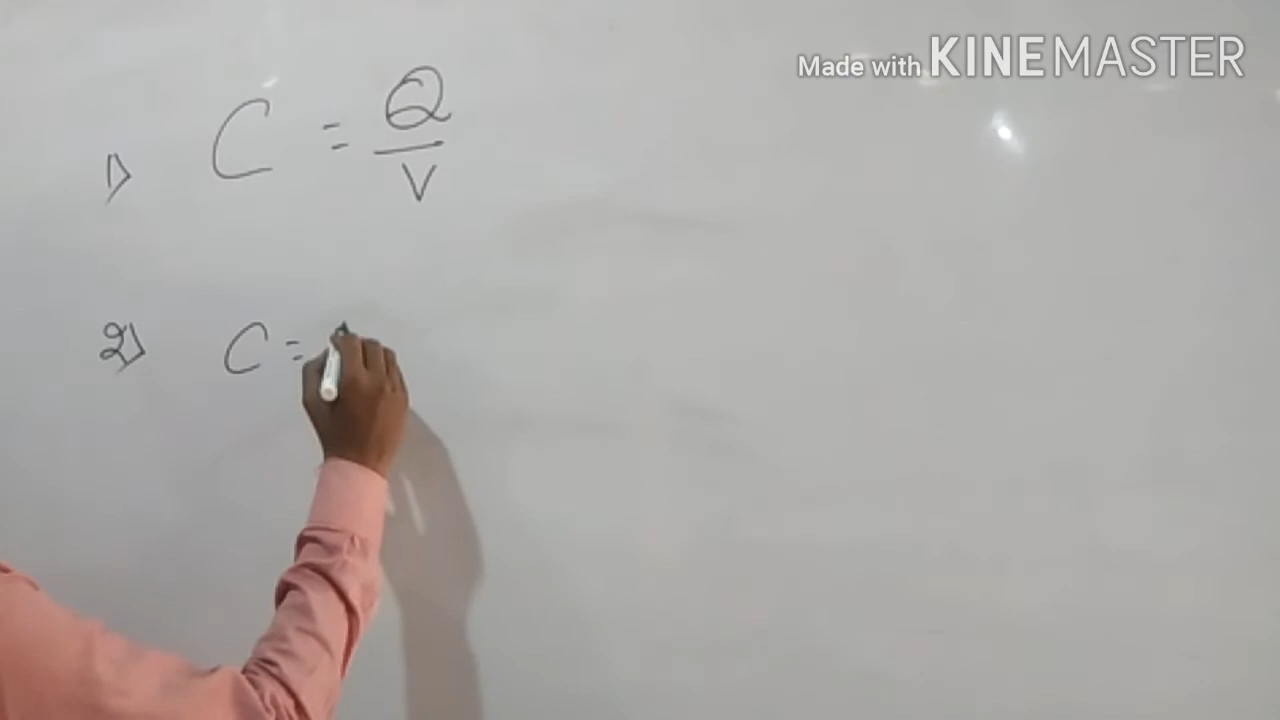 Made with KINEMASTER
1) C = Q/V
2) C =